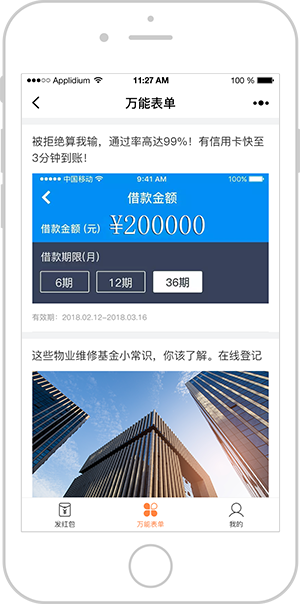 ●●●○○ Applidium 11:27 AM 100 %
万能表单
被拒绝算我输，通过率高达99%！有信用卡快至
3分钟到账！
●●●●● 中国移动 9:41 AM 100%
借款金额
借款金额 (元) ¥200000
借款期限(月)
6期 12期 36期
有效期：2018.02.12-2018.03.16
这些物业维修基金小常识，你该了解。在线登记
发红包 万能表单 我的